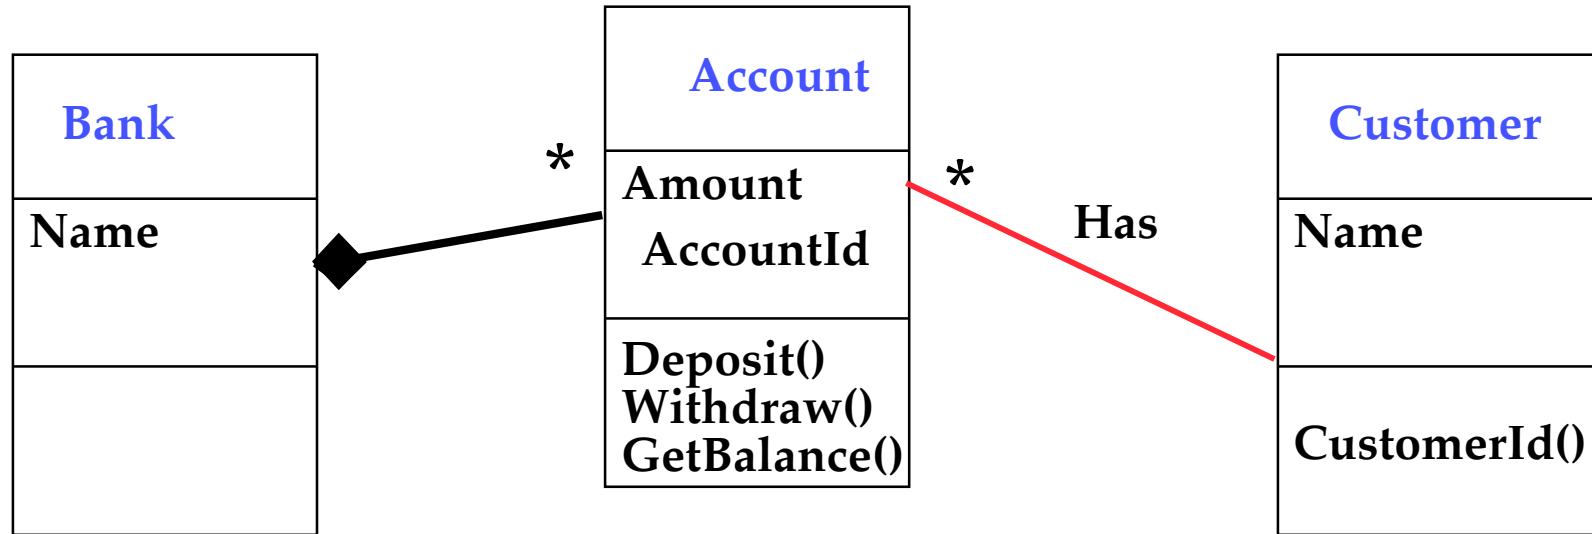 Bank
Name
*
Account
Amount
AccountId
Deposit()
Withdraw()
GetBalance()
*
Has
Customer
Name
CustomerId()